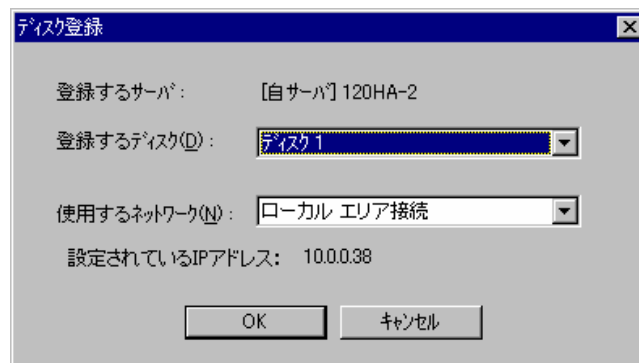 ディスク登録
登録するサーバ: [自サーバ] 120HA-2
登録するディスク(D): ディスク 1
使用するネットワーク(N): ローカル エリア接続
設定されているIPアドレス: 10.0.0.38
OK キャンセル